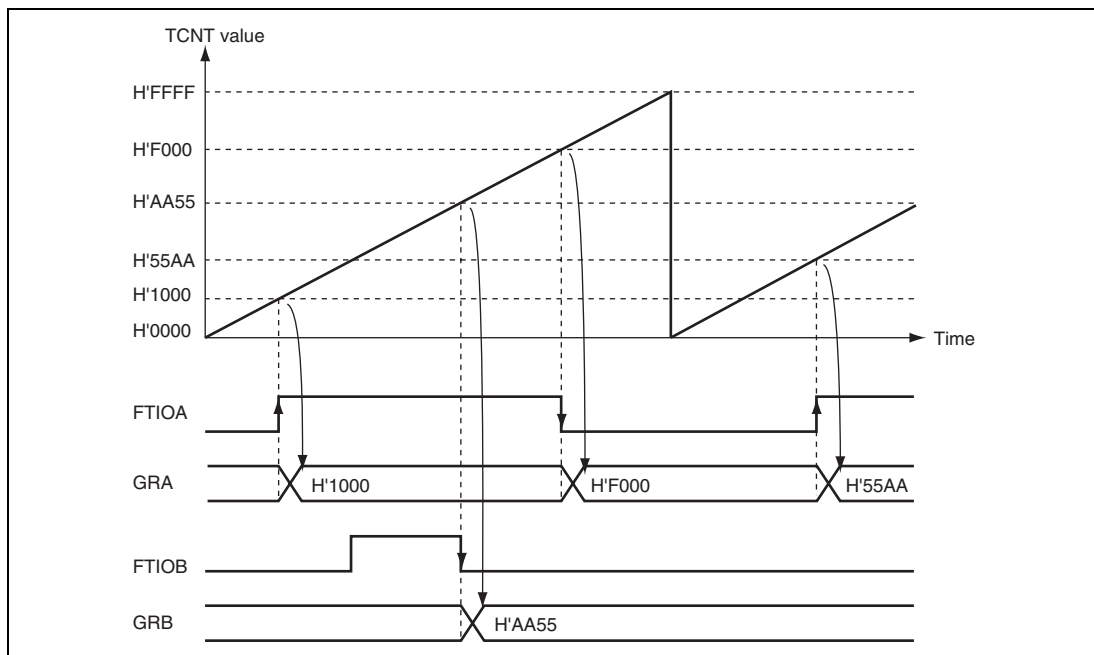 TCNT value
H'FFFF
H'F000
H'AA55
H'55AA
H'1000
H'0000
Time
FTIOA
GRA
H'1000
H'F000
H'55AA
FTIOB
GRB
H'AA55